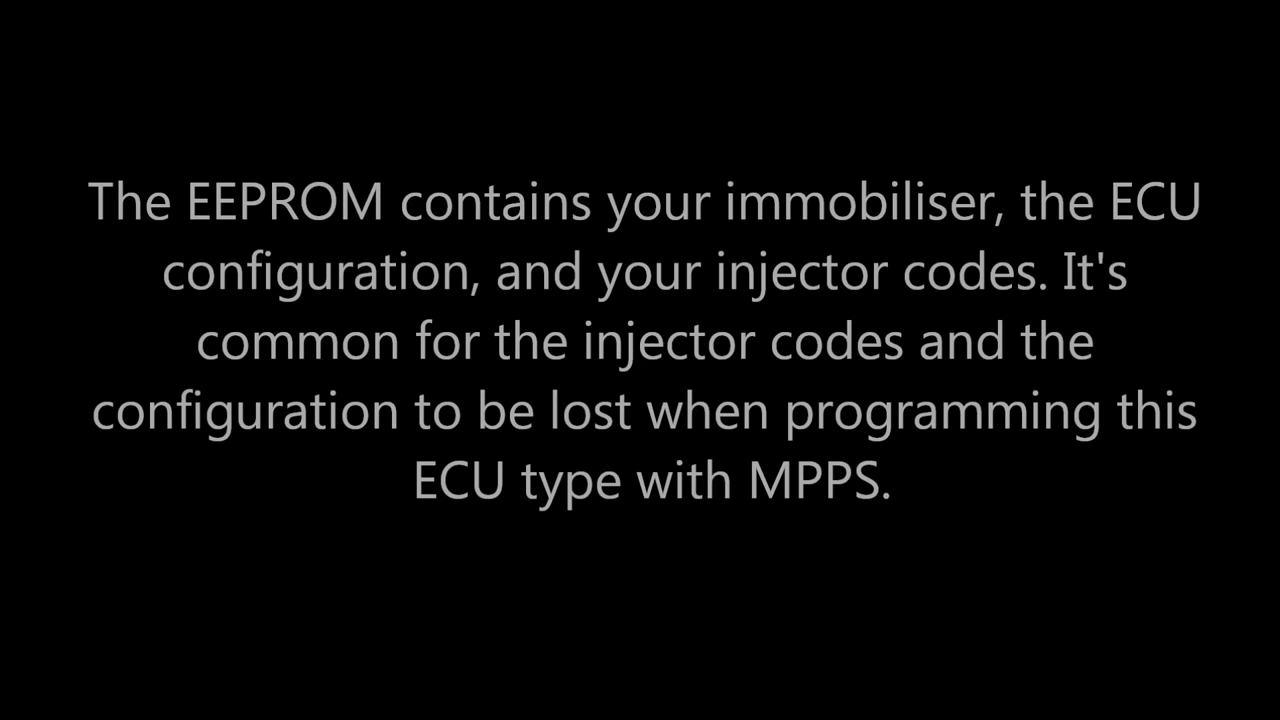 The EEPROM contains your immobiliser, the ECU
configuration, and your injector codes. It's
common for the injector codes and the
configuration to be lost when programming this
ECU type with MPPS.